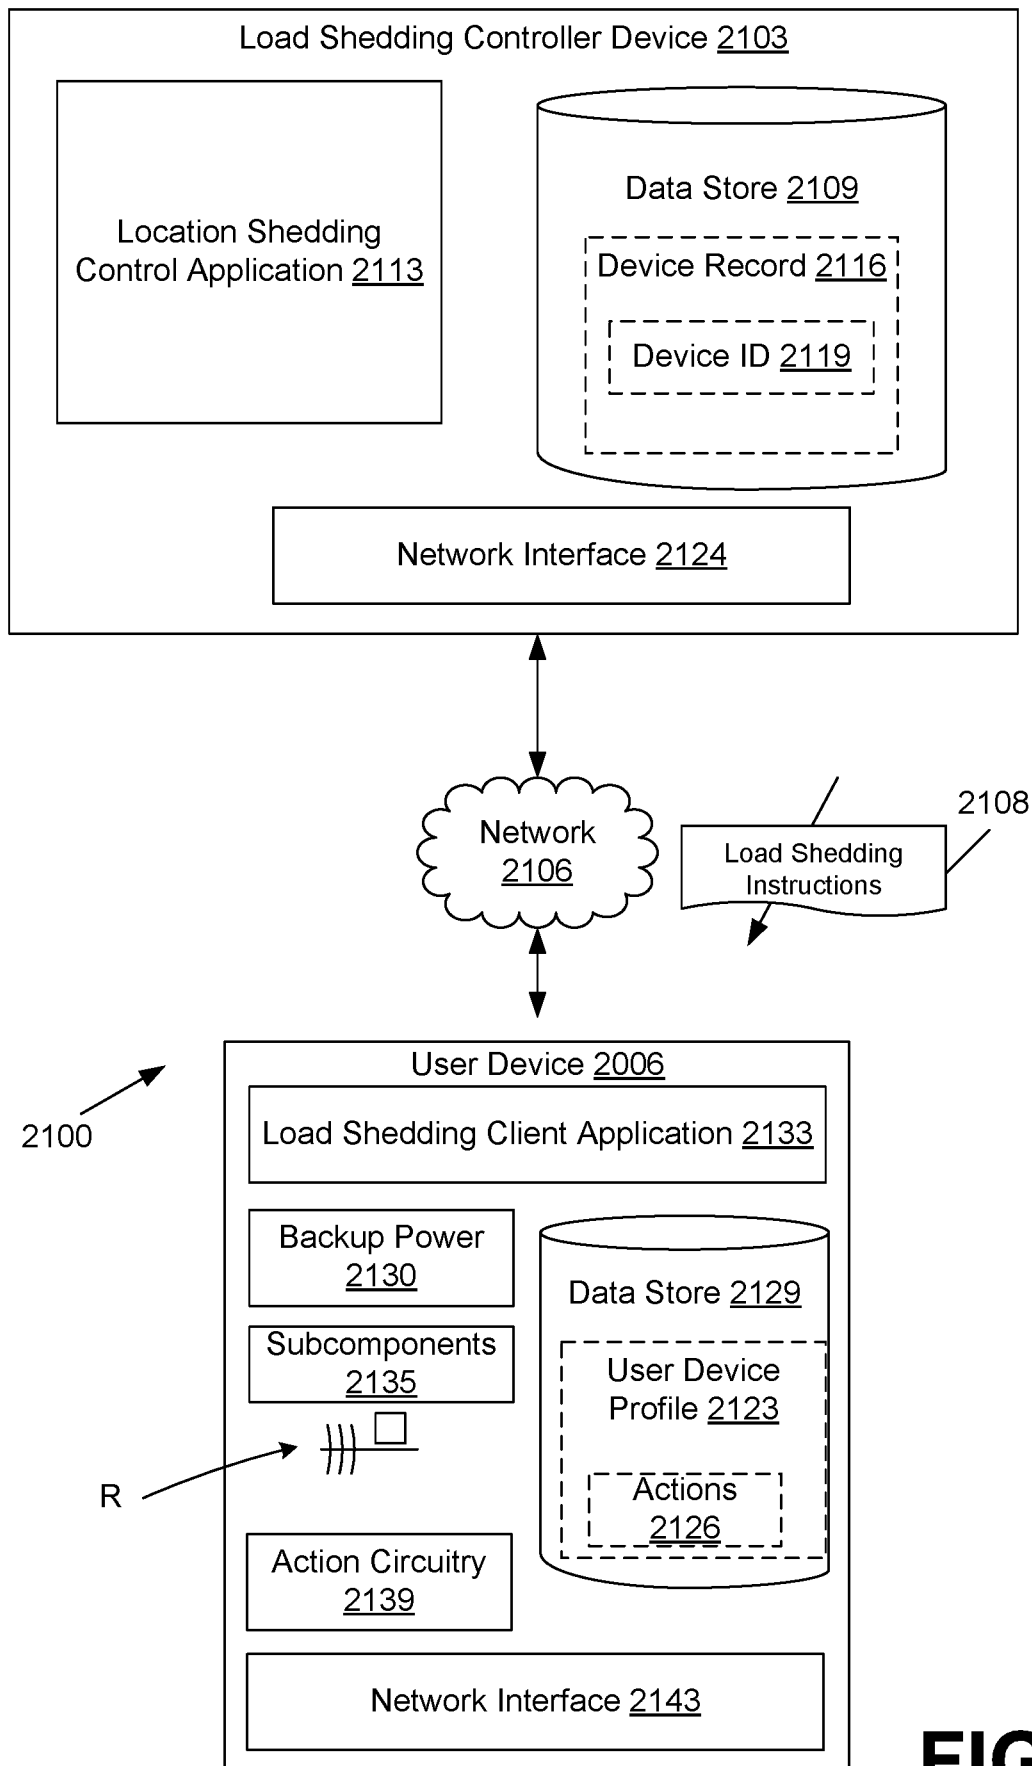 Load Shedding Controller Device 2103
Location Shedding
Control Application 2113
Data Store 2109
Device Record 2116
Device ID 2119
Network Interface 2124
Network
2106
Load Shedding
Instructions
2108
2100
User Device 2006
Load Shedding Client Application 2133
Backup Power
2130
Subcomponents
2135
R
Action Circuitry
2139
Data Store 2129
User Device
Profile 2123
Actions
2126
Network Interface 2143
FIG